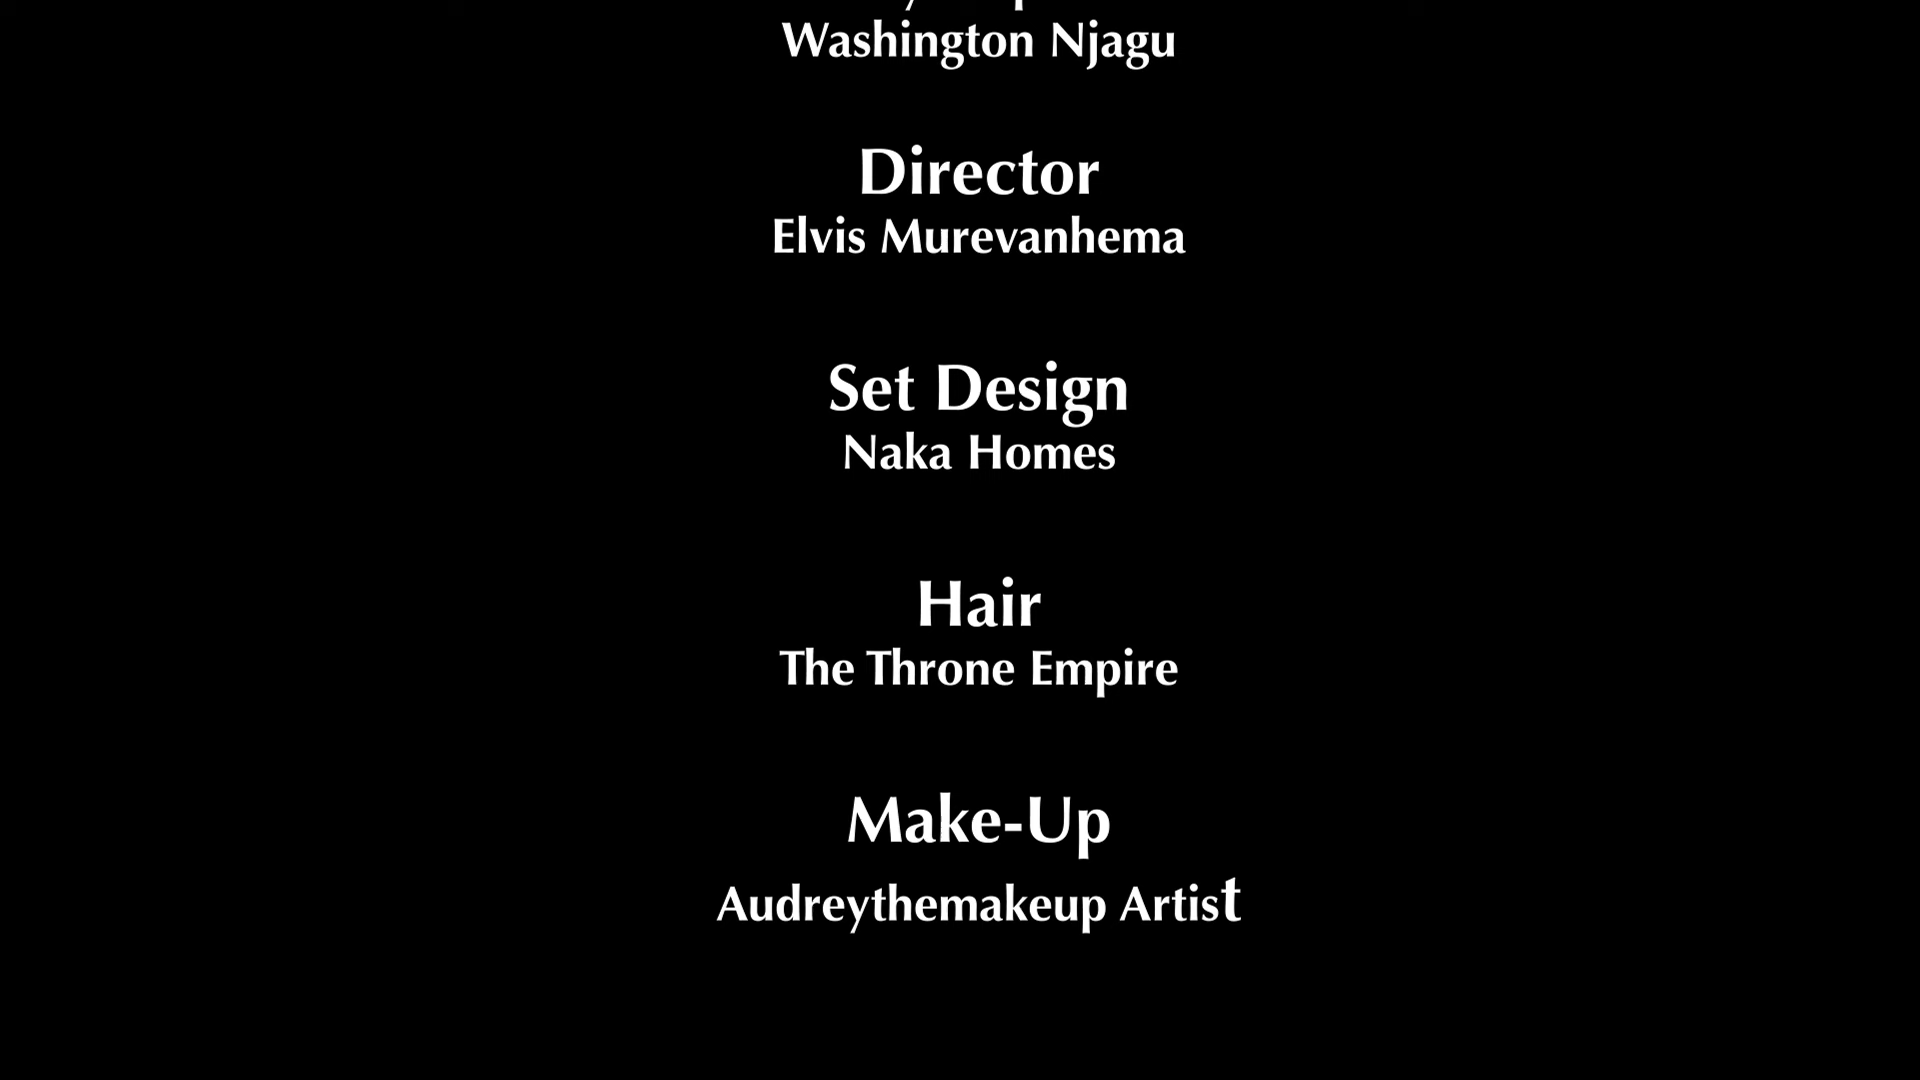 Washington Njagu
Director
Elvis Murevanhema
Set Design
Naka Homes
Hair
The Throne Empire
Make-Up
Audreythemakeup Artist